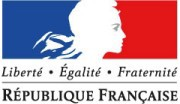 Liberté • Égalité • Fraternité
RÉPUBLIQUE FRANÇAISE